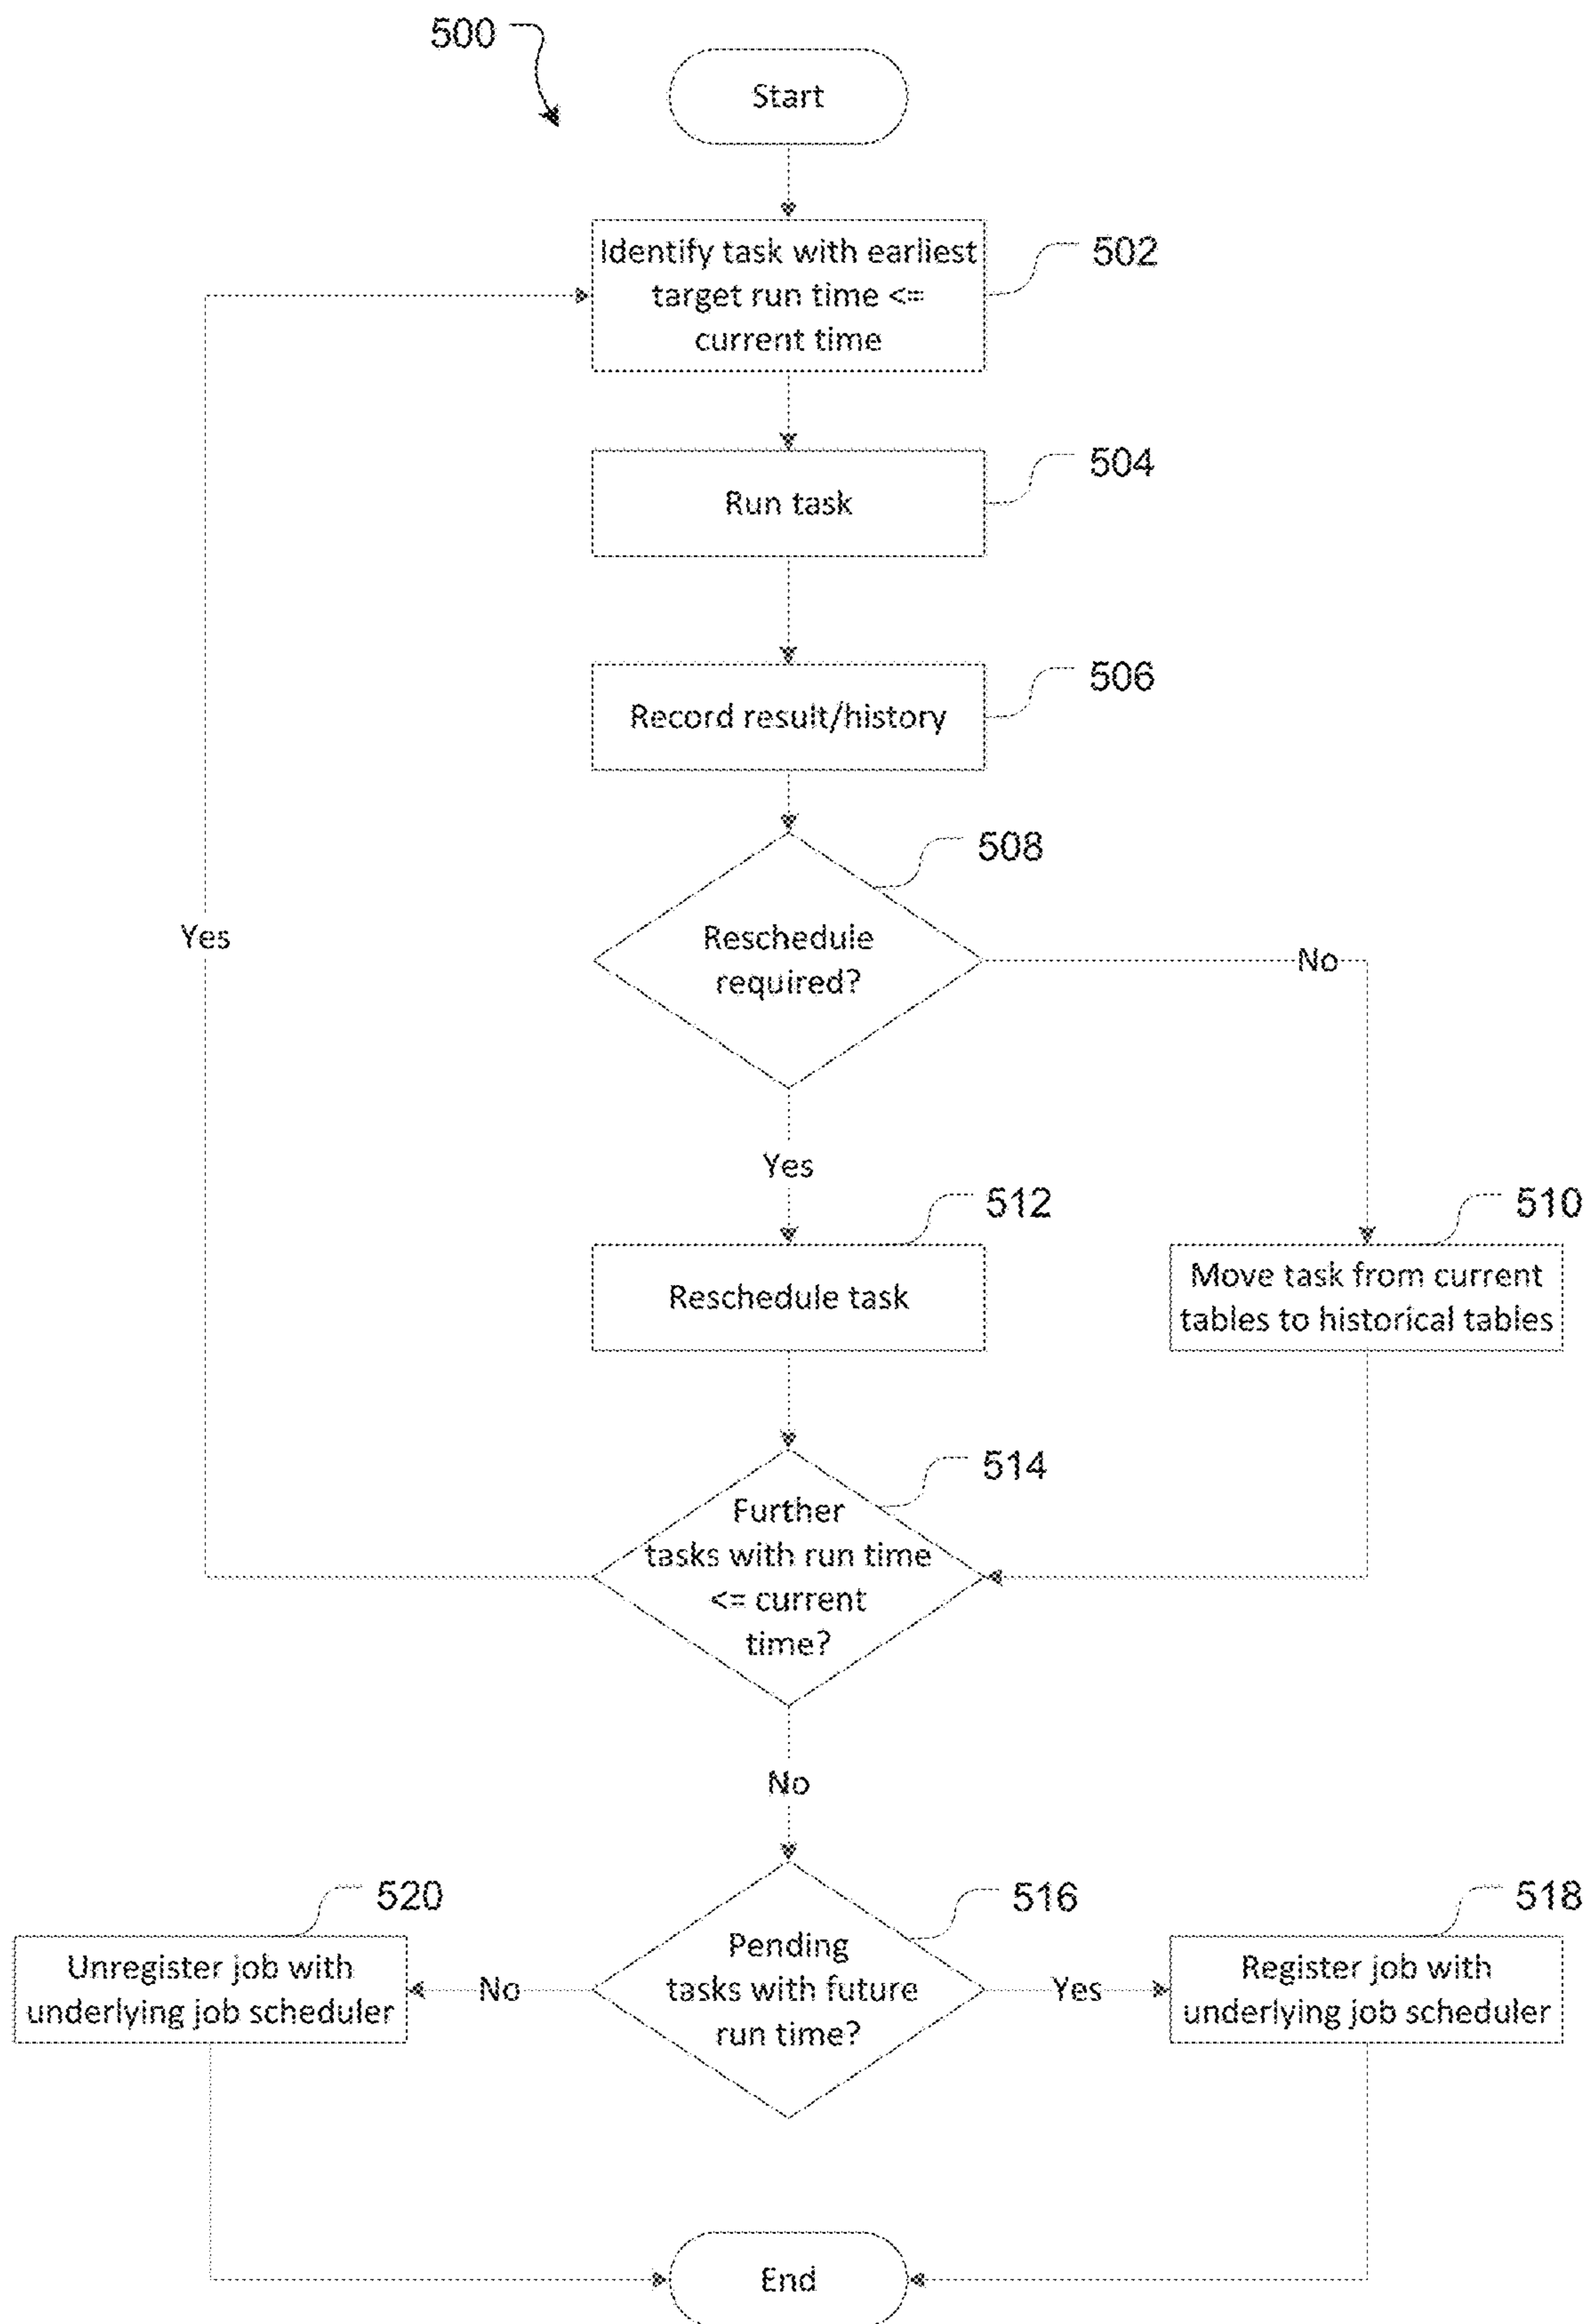 500
Start
Identify task with earliest
target run time <=
current time
502
Run task
504
Record result/history
506
508
Reschedule
required?
Yes
No
Yes
512
510
Reschedule task
Move task from current
tables to historical tables
514
Further
tasks with run time
<= current
time?
No
520
516
518
Unregister job with
underlying job scheduler
No
Pending
tasks with future
run time?
Yes
Register job with
underlying job scheduler
End